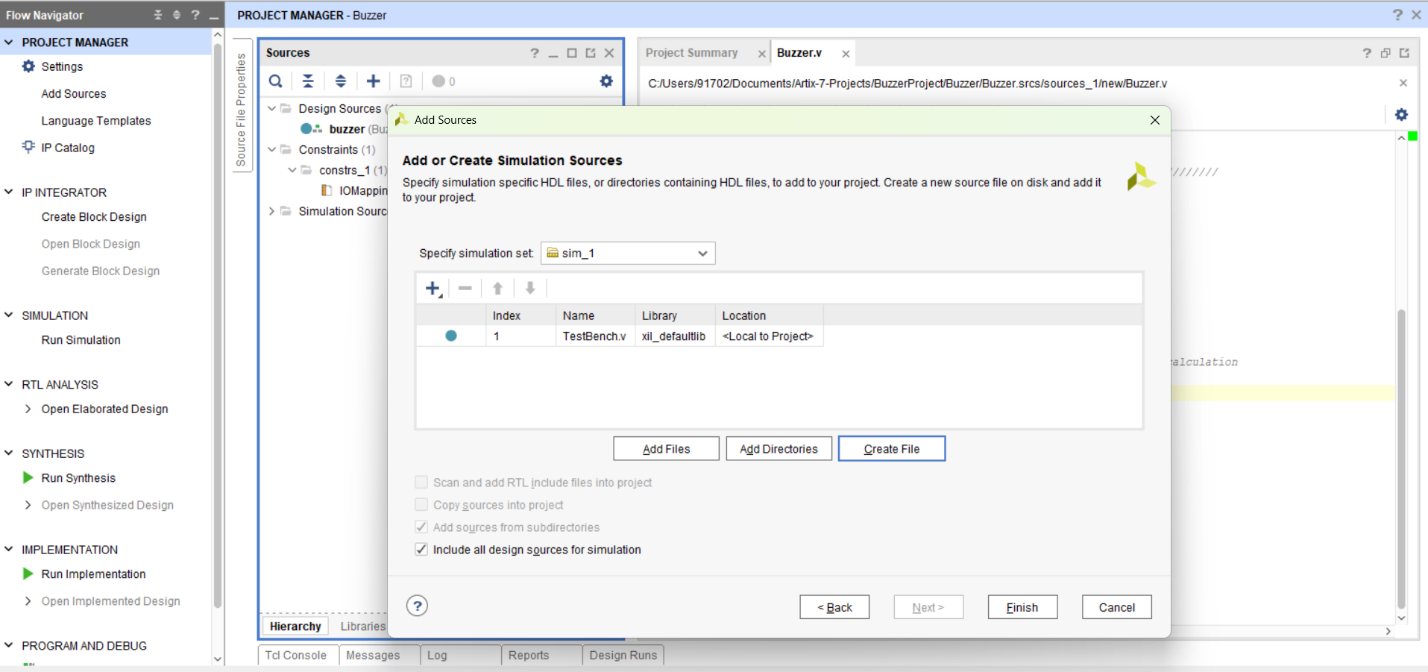 Flow Navigator
PROJECT MANAGER - Buzzer
PROJECT MANAGER
Settings
Add Sources
Language Templates
IP Catalog
IP INTEGRATOR
Create Block Design
Open Block Design
Generate Block Design
SIMULATION
Run Simulation
RTL ANALYSIS
Open Elaborated Design
SYNTHESIS
Run Synthesis
Open Synthesized Design
IMPLEMENTATION
Run Implementation
Open Implemented Design
PROGRAM AND DEBUG
Source File Properties
Sources
0
Design Sources
buzzer (Buz
Constraints (1)
constrs_1 (1)
IOMappin
Simulation Sourc
Hierarchy Libraries
Tcl Console Messages Log Reports Design Runs
Project Summary Buzzer.v
C:/Users/91702/Documents/Artix-7-Projects/BuzzerProject/Buzzer/Buzzer.srcs/sources_1/new/Buzzer.v
////////
alculation
Add Sources
Add or Create Simulation Sources
Specify simulation specific HDL files, or directories containing HDL files, to add to your project. Create a new source file on disk and add it
to your project.
Specify simulation set: sim_1
Index Name Library Location
1 TestBench.v xil_defaultlib <Local to Project>
Add Files Add Directories Create File
Scan and add RTL include files into project
Copy sources into project
Add sources from subdirectories
Include all design sources for simulation
? < Back Next > Finish Cancel